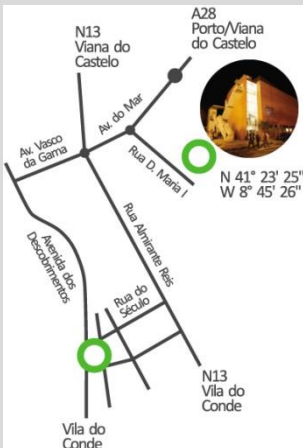 A28
Porto/Viana
do Castelo
N13
Viana do
Castelo
Av. do Mar
Av. Vasco
da Gama
Rua D. Maria I
N 41° 23' 25"
W 8° 45' 26"
Rua Almirante Reis
Avenida dos
Descobrimentos
Rua do
Século
N13
Vila do
Conde
Vila do
Conde